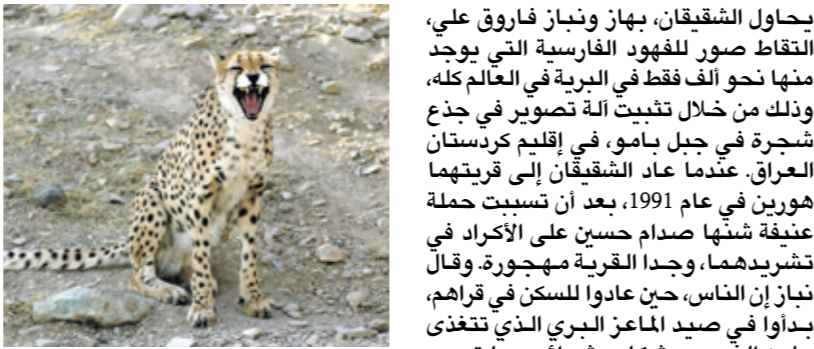 يحاول الشقيقان، بهاز ونباز فاروق علي،
التقاط صور للفهود الفارسية التي يوجد
منها نحو ألف فقط في البرية في العالم كله،
وذلك من خلال تثبيت آلة تصوير في جذع
شجرة في جبل بامو، في إقليم كردستان
العراق. عندما عاد الشقيقان إلى قريتهما
هورين في عام 1991، بعد أن تسببت حملة
عنيفة شنها صدام حسين على الأكراد في
تشريدهما، وجدا القرية مهجورة. وقال
نباز إن الناس، حين عادوا للسكن في قراهم،
بدأوا في صيد الماعز البري الذي تتغذى